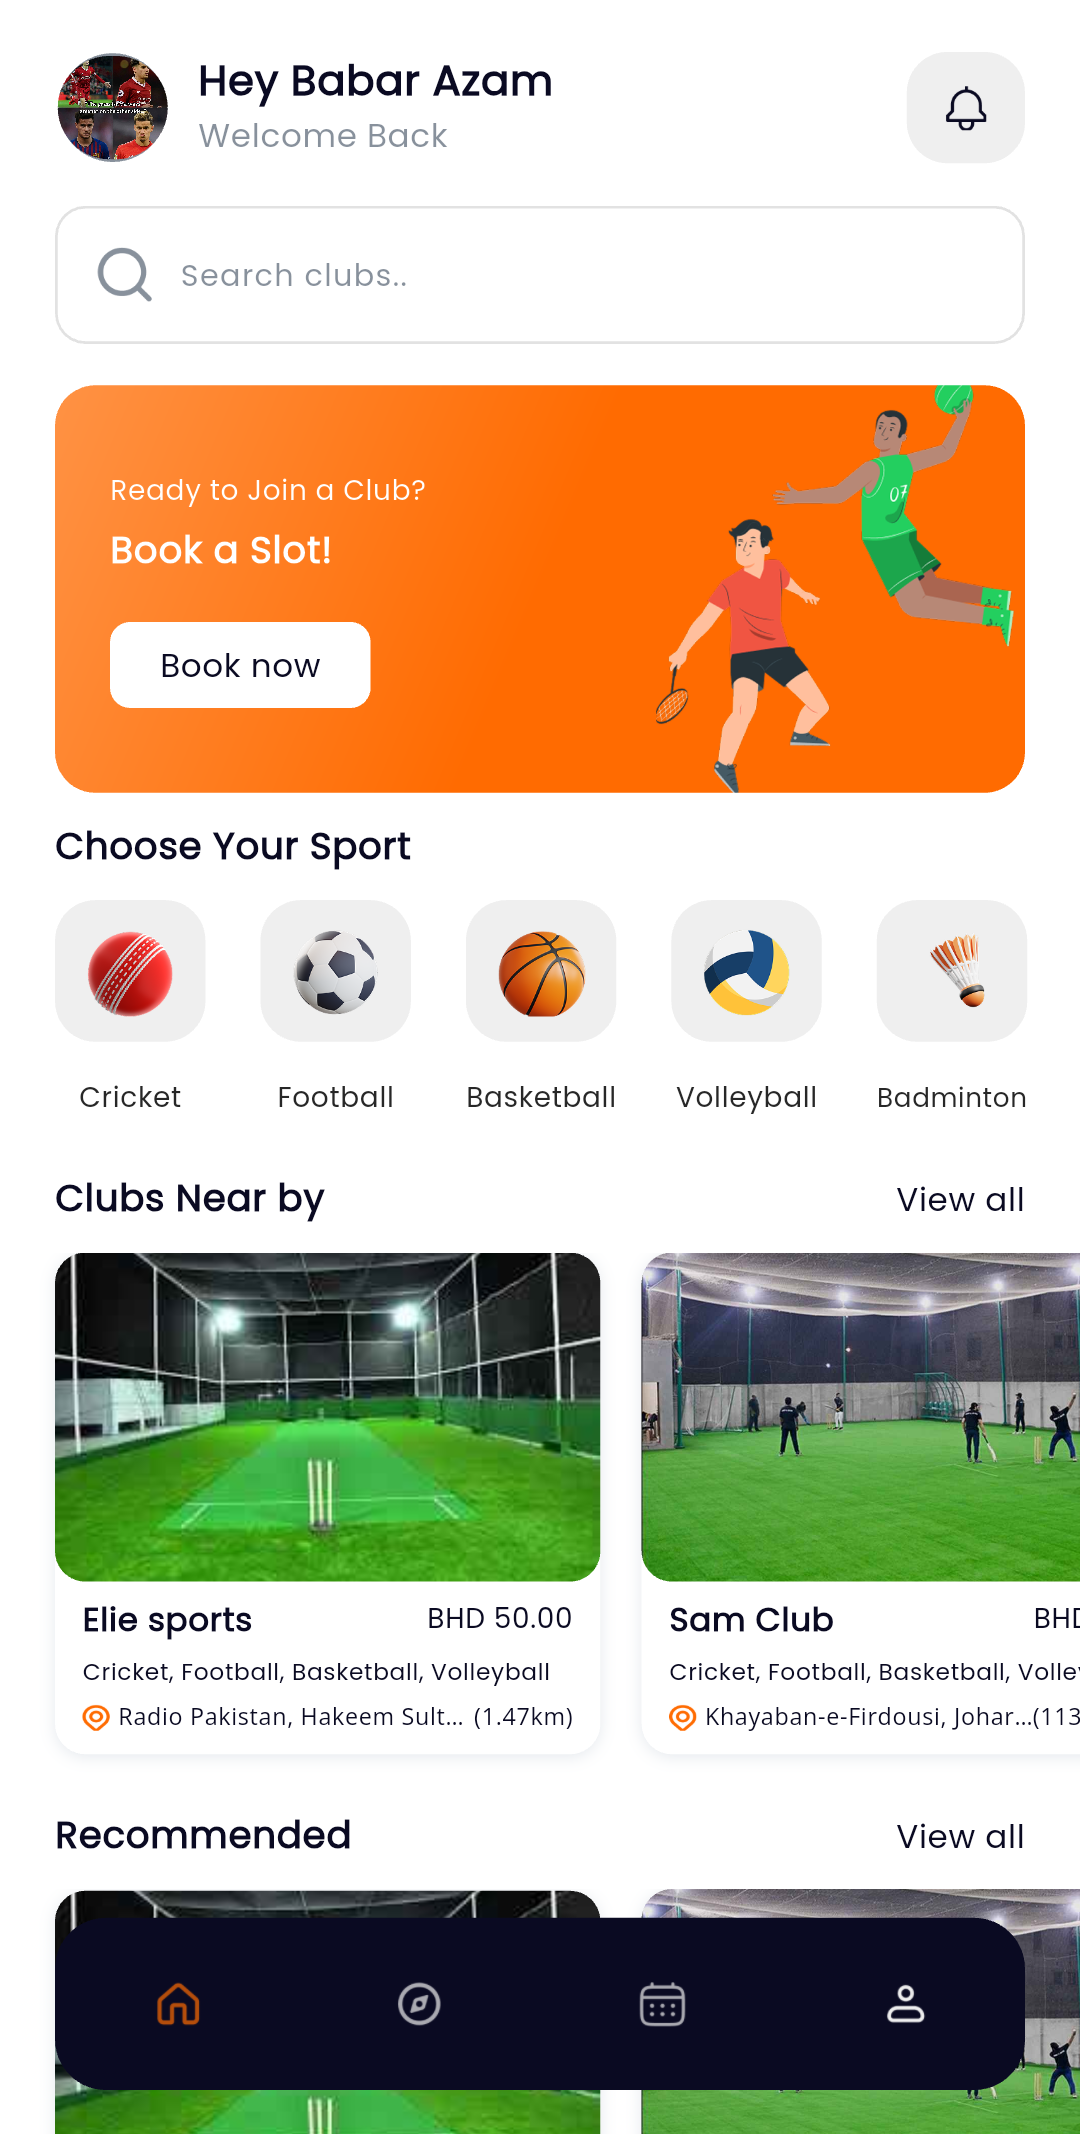 Hey Babar Azam
Welcome Back
Search clubs..
Ready to Join a Club?
Book a Slot!
Book now
07
Choose Your Sport
Cricket
Football
Basketball
Volleyball
Badminton
Clubs Near by
View all
Elie sports
BHD 50.00
Cricket, Football, Basketball, Volleyball
Radio Pakistan, Hakeem Sult... (1.47km)
Sam Club
BHD
Cricket, Football, Basketball, Volley
Khayaban-e-Firdousi, Johar...(113
Recommended
View all